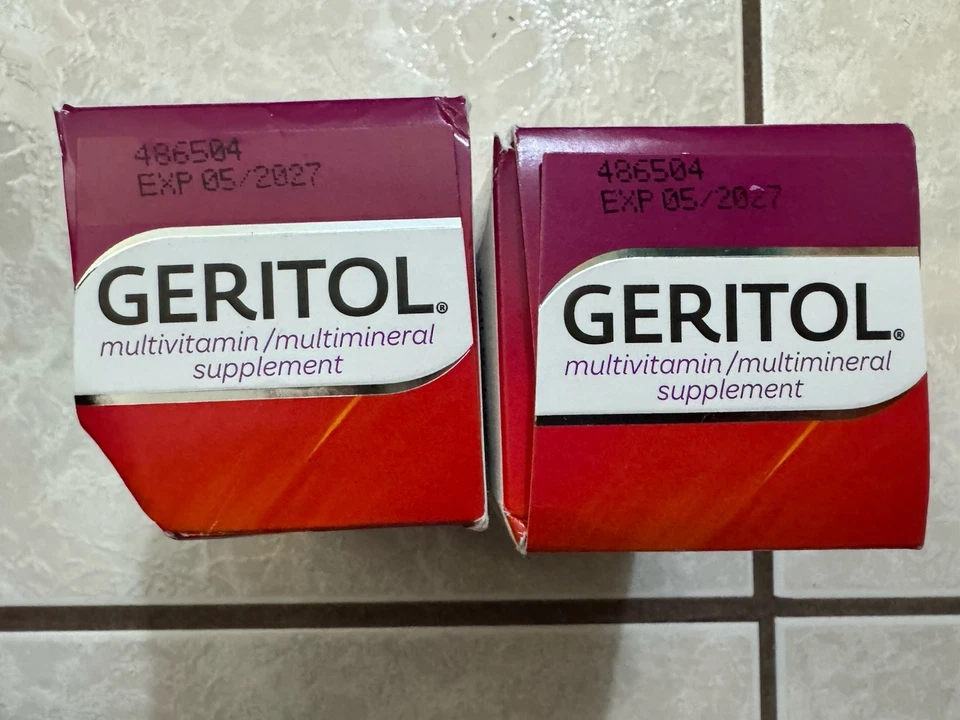 486504
EXP 05/2027
GERITOL®
multivitamin/multimineral
supplement
486504
EXP 05/2027
GERITOL®
multivitamin/multimineral
supplement